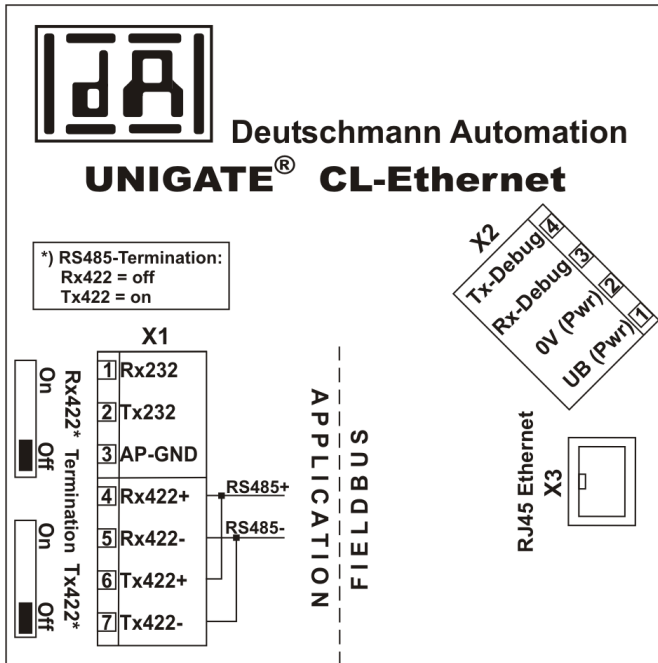 dA
Deutschmann Automation
UNIGATE® CL-Ethernet
*) RS485-Termination:
Rx422 = off
Tx422 = on
X2
Tx-Debug 4
Rx-Debug 3
0V (Pwr) 2
UB (Pwr) 1
X1
1 Rx232
2 Tx232
3 AP-GND
4 Rx422+
5 Rx422-
6 Tx422+
7 Tx422-
RS485+
RS485-
On Off
Rx422* Termination Tx422*
On Off
APPLICATION
FIELDBUS
RJ45 Ethernet
X3